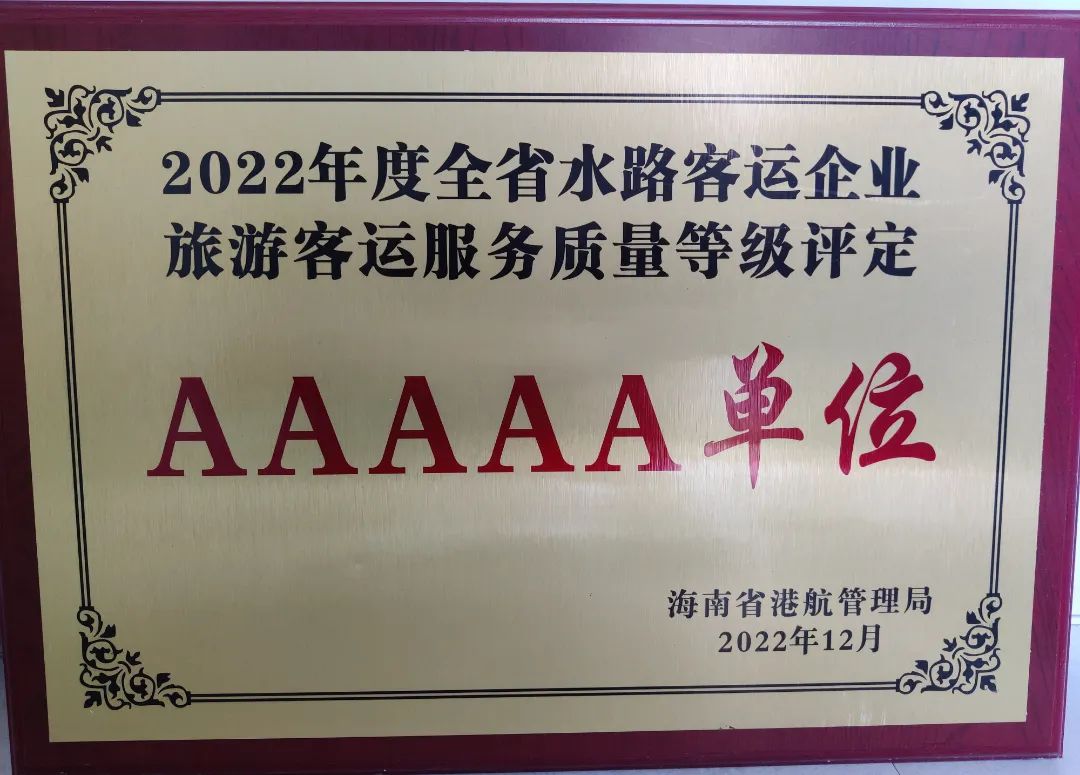 2022年度全省水路客运企业
旅游客运服务质量等级评定
AAAAA单位
海南省港航管理局
2022年12月